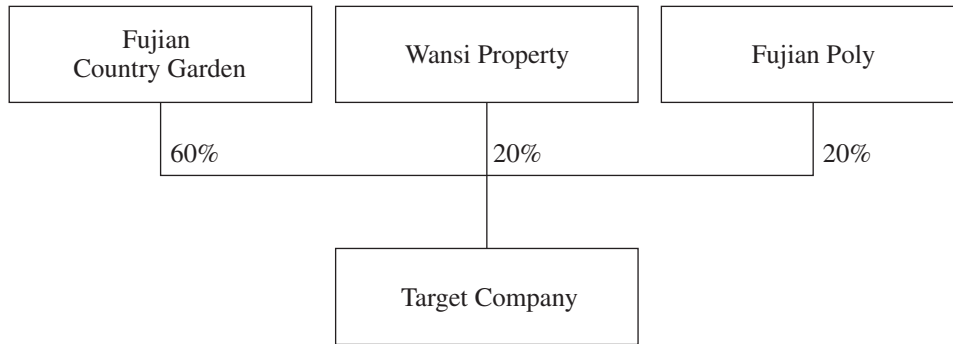 Fujian
Country Garden
Wansi Property
Fujian Poly
60%
20%
20%
Target Company